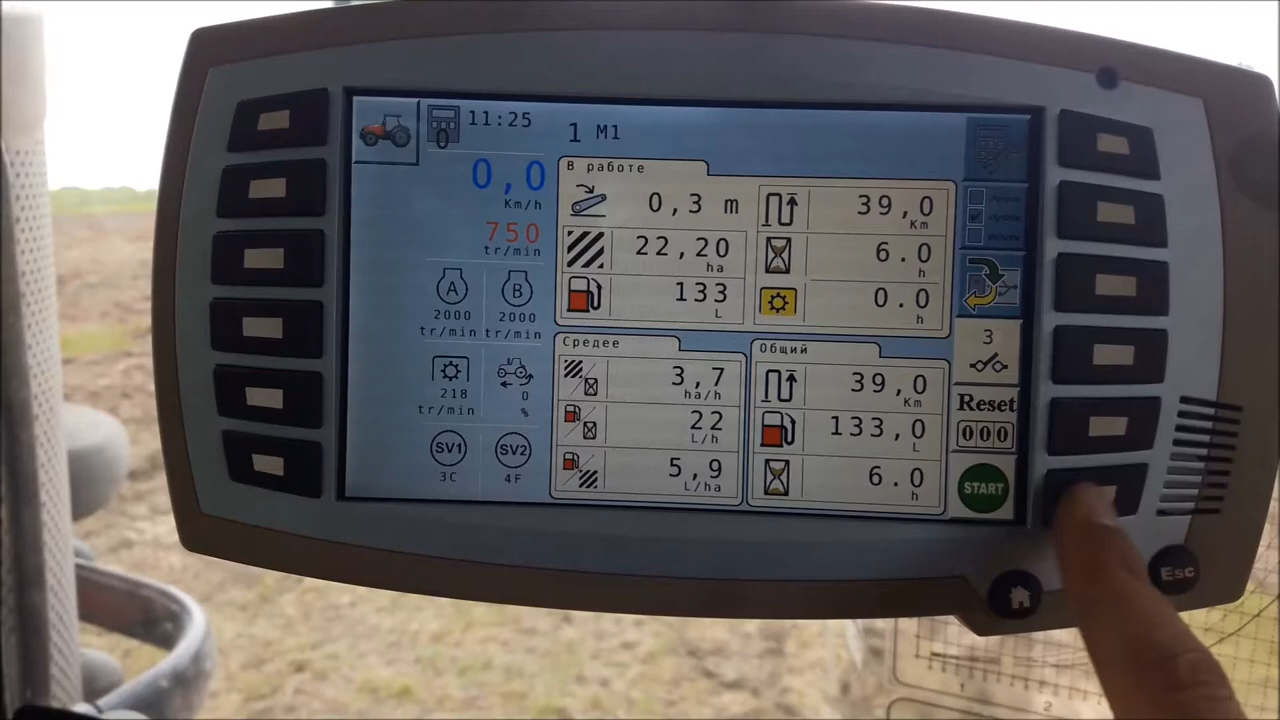 11:25
1 M1
0
0,0
Km/h
750
tr/min
A
B
2000
2000
tr/min
tr/min
218
0
tr/min
%
SV1
SV2
3C
4F
В работе
0,3 m
22,20
ha
133
L
39,0
Km
6.0
h
0.0
h
Средее
3,7
ha/h
22
L/h
5,9
L/ha
Общий
39,0
Km
133,0
L
6.0
h
3
Reset
000
START
Esc
1
2